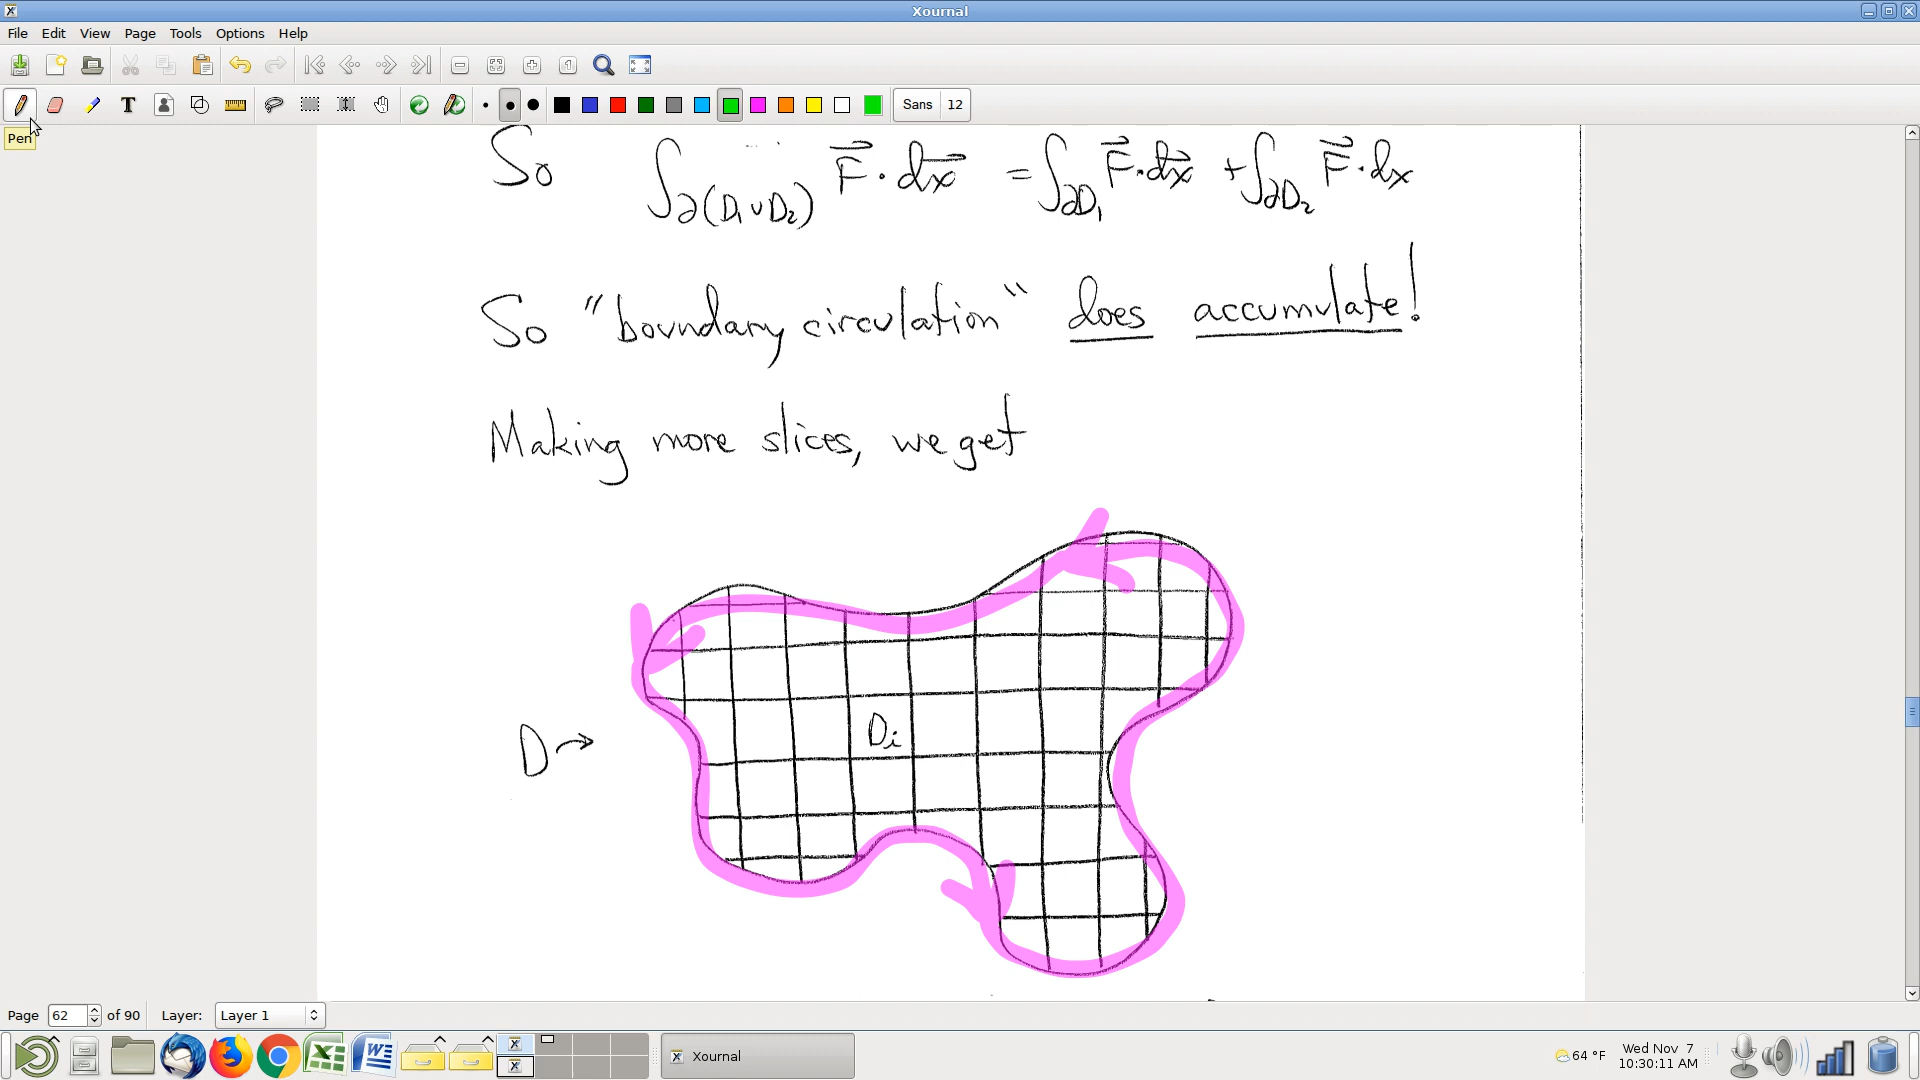 Xournal
File Edit View Page Tools Options Help
Sans 12
Pen
So ∫∂(D₁∪D₂) F⃗·dx⃗ = ∫∂D₁ F⃗·dx⃗ + ∫∂D₂ F⃗·dx
So "boundary circulation" does accumulate!
Making more slices, we get
D→
Di
Page 62 of 90 Layer: Layer 1
Xournal
64 °F
Wed Nov 7
10:30:11 AM